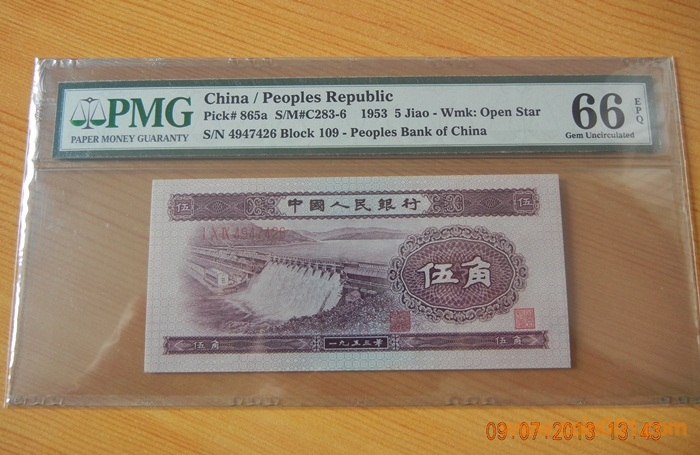 PMG
PAPER MONEY GUARANTY
China / Peoples Republic
Pick# 865a S/M#C283-6 1953 5 Jiao - Wmk: Open Star
S/N 4947426 Block 109 - Peoples Bank of China
66 EPQ
Gem Uncirculated
伍 中國人民銀行 伍
I X IV 4947426
伍角
伍角 一九五三年 伍角
09.07.2013 13:43